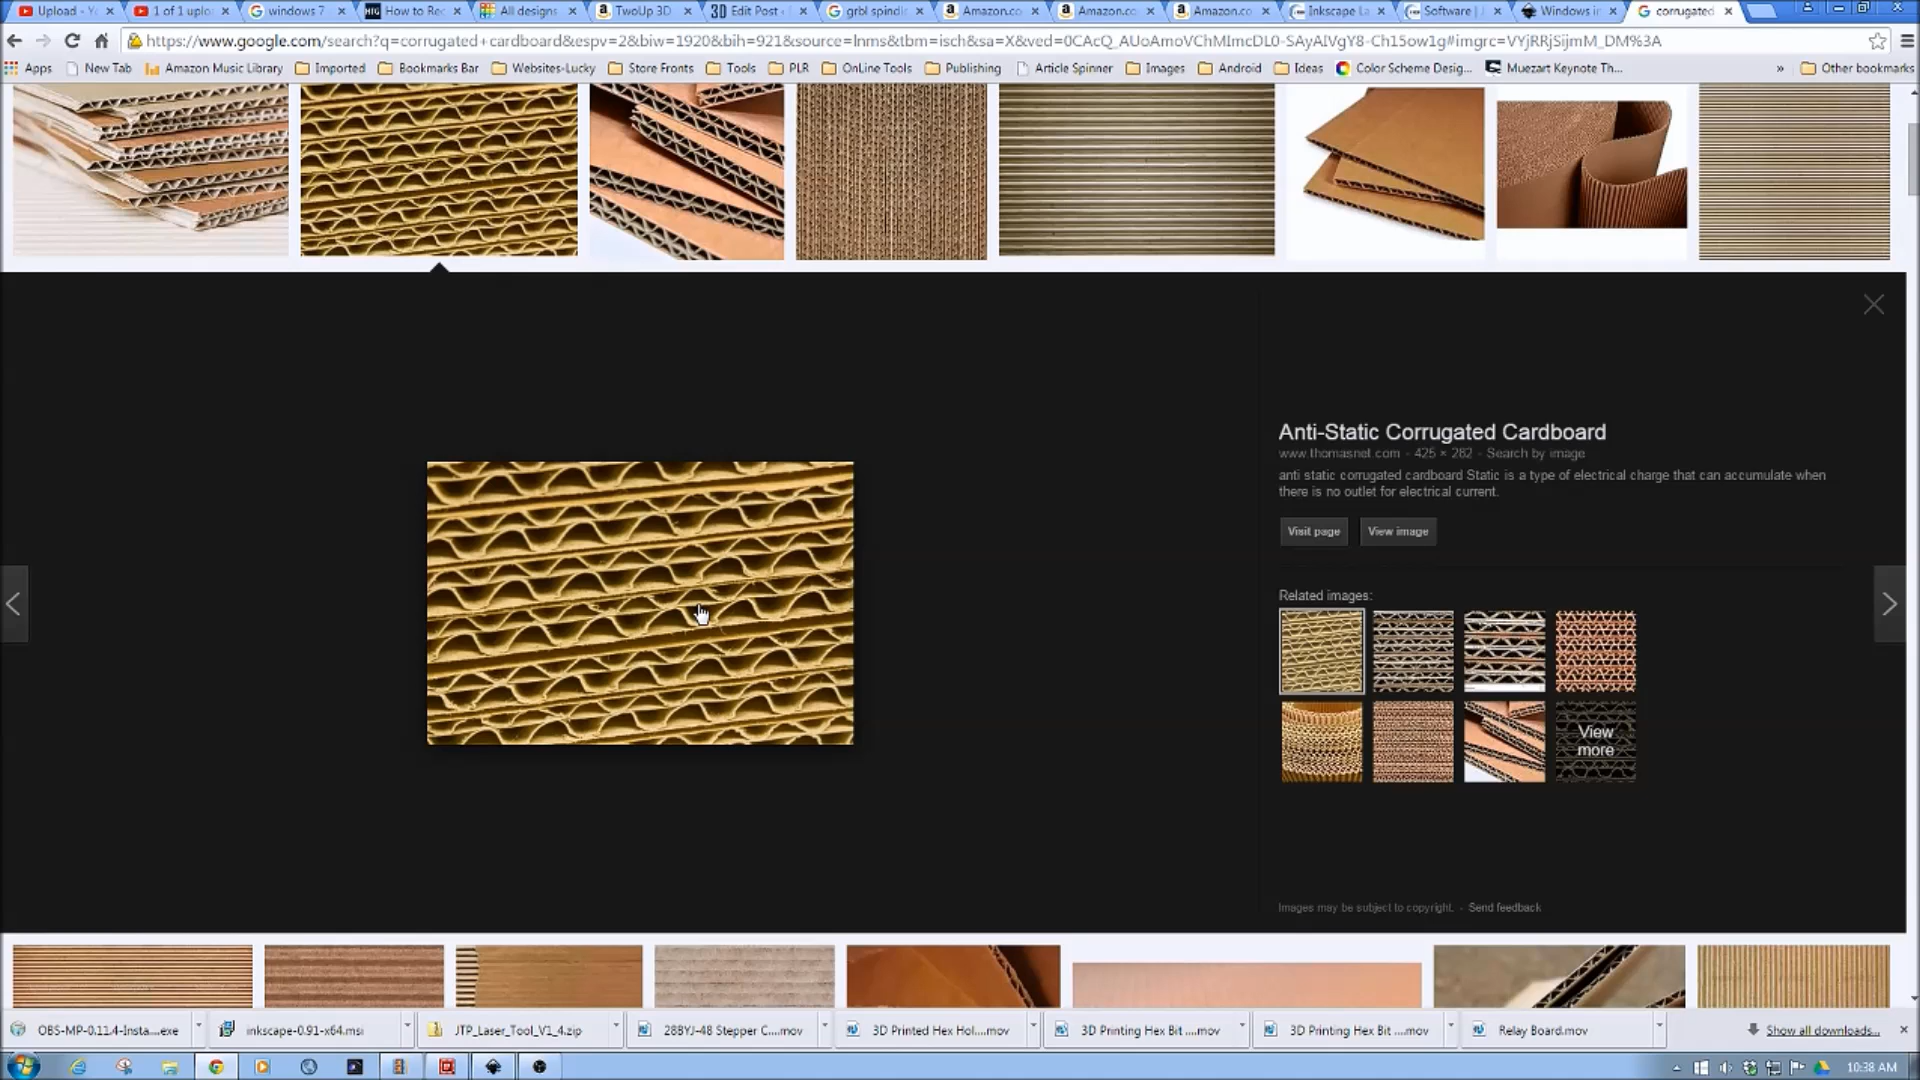 Upload - Yo
1 of 1 uploa
windows 7
How to Rec
All designs
TwoUp 3D
Edit Post
grbl spindl
Amazon.co
Amazon.co
Amazon.co
Inkscape La
Software |
Windows in
corrugated
https://www.google.com/search?q=corrugated+cardboard&espv=2&biw=1920&bih=921&source=lnms&tbm=isch&sa=X&ved=0CAcQ_AUoAmoVChMImcDL0-SAyAIVgY8-Ch15ow1g#imgrc=VYjRRjSijmM_DM%3A
Apps New Tab Amazon Music Library Imported Bookmarks Bar Websites-Lucky Store Fronts Tools PLR OnLine Tools Publishing Article Spinner Images Android Ideas Color Scheme Desig... Muezart Keynote Th... » Other bookmarks
Anti-Static Corrugated Cardboard
www.thomasnet.com - 425 × 282 - Search by image
anti static corrugated cardboard Static is a type of electrical charge that can accumulate when
there is no outlet for electrical current.
Visit page View image
Related images:
View
more
Images may be subject to copyright. - Send feedback
OBS-MP-0.11.4-Insta....exe inkscape-0.91-x64.msi JTP_Laser_Tool_V1_4.zip 28BYJ-48 Stepper C....mov 3D Printed Hex Hol....mov 3D Printing Hex Bit ....mov 3D Printing Hex Bit ....mov Relay Board.mov Show all downloads...
10:38 AM